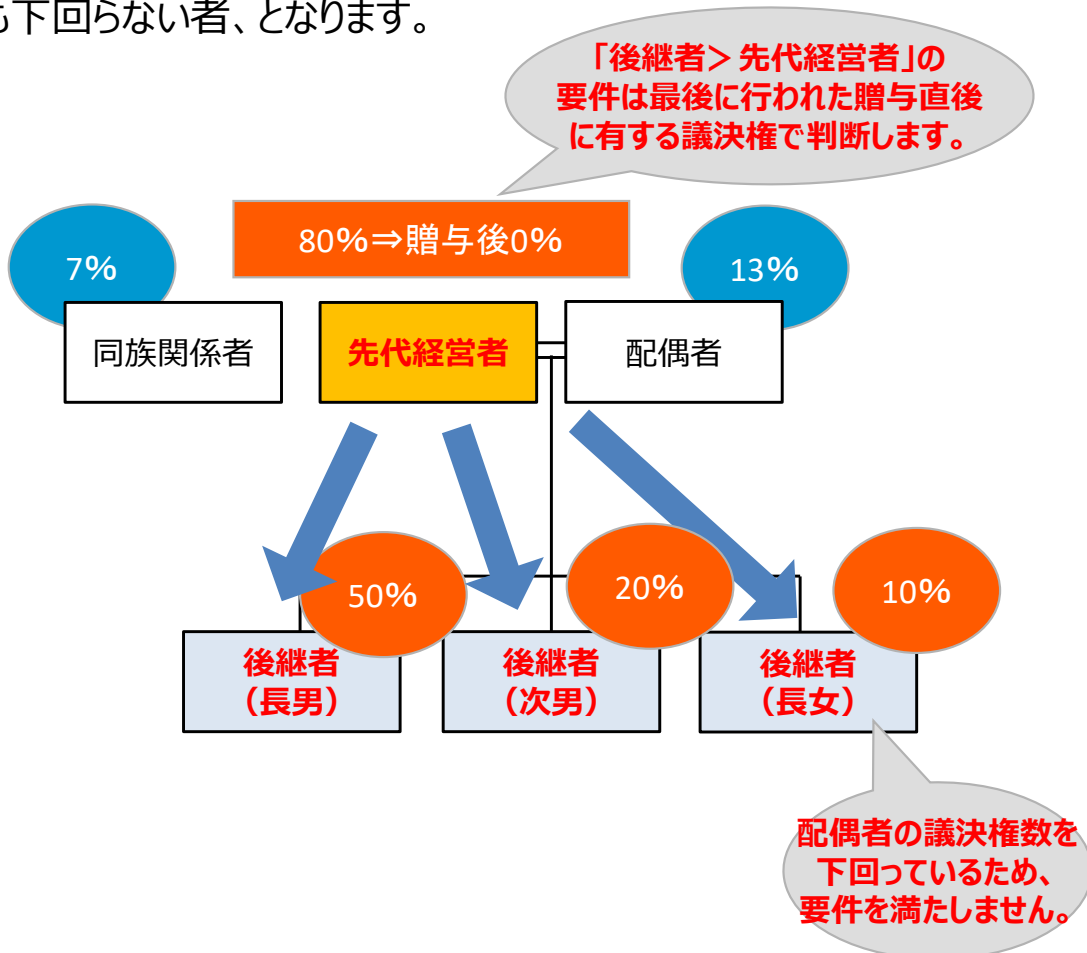 も下回らない者、となります。
「後継者＞先代経営者」の
要件は最後に行われた贈与直後
に有する議決権で判断します。
80%⇒贈与後0%
7%
13%
同族関係者
先代経営者
配偶者
50%
20%
10%
後継者
（長男）
後継者
（次男）
後継者
（長女）
配偶者の議決権数を
下回っているため、
要件を満たしません。